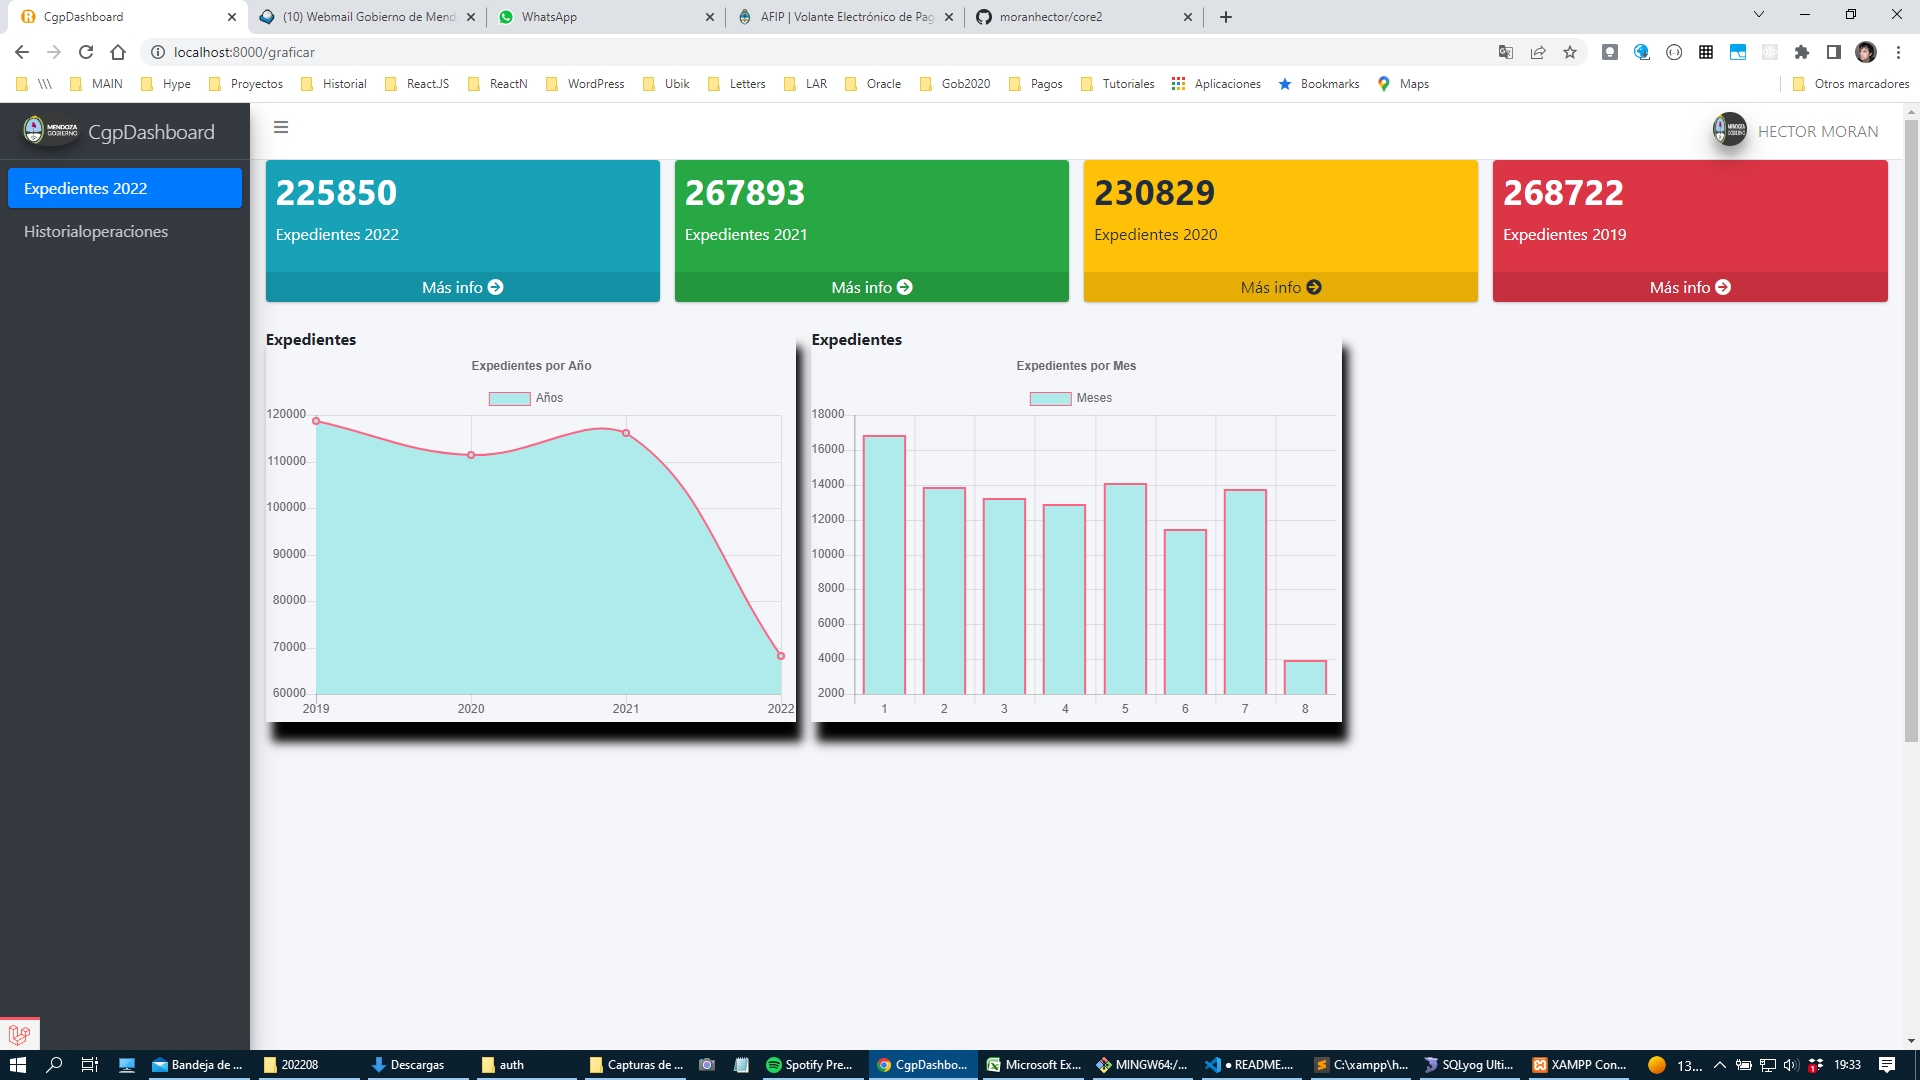 CgpDashboard
(10) Webmail Gobierno de Mend
WhatsApp
AFIP | Volante Electrónico de Pag
moranhector/core2
localhost:8000/graficar
\\\ MAIN Hype Proyectos Historial ReactJS ReactN WordPress Ubik Letters LAR Oracle Gob2020 Pagos Tutoriales Aplicaciones Bookmarks Maps Otros marcadores
MENDOZA
GOBIERNO
CgpDashboard
HECTOR MORAN
Expedientes 2022
Historialoperaciones
225850
Expedientes 2022
Más info
267893
Expedientes 2021
Más info
230829
Expedientes 2020
Más info
268722
Expedientes 2019
Más info
Expedientes
Expedientes por Año
Años
120000
110000
100000
90000
80000
70000
60000
2019 2020 2021 2022
Expedientes
Expedientes por Mes
Meses
18000
16000
14000
12000
10000
8000
6000
4000
2000
1 2 3 4 5 6 7 8
Bandeja de ... 202208 Descargas auth Capturas de ... Spotify Pre... CgpDashbo... Microsoft Ex... MINGW64:/... ● README.... C:\xampp\h... SQLyog Ulti... XAMPP Con... 13... 1 19:33